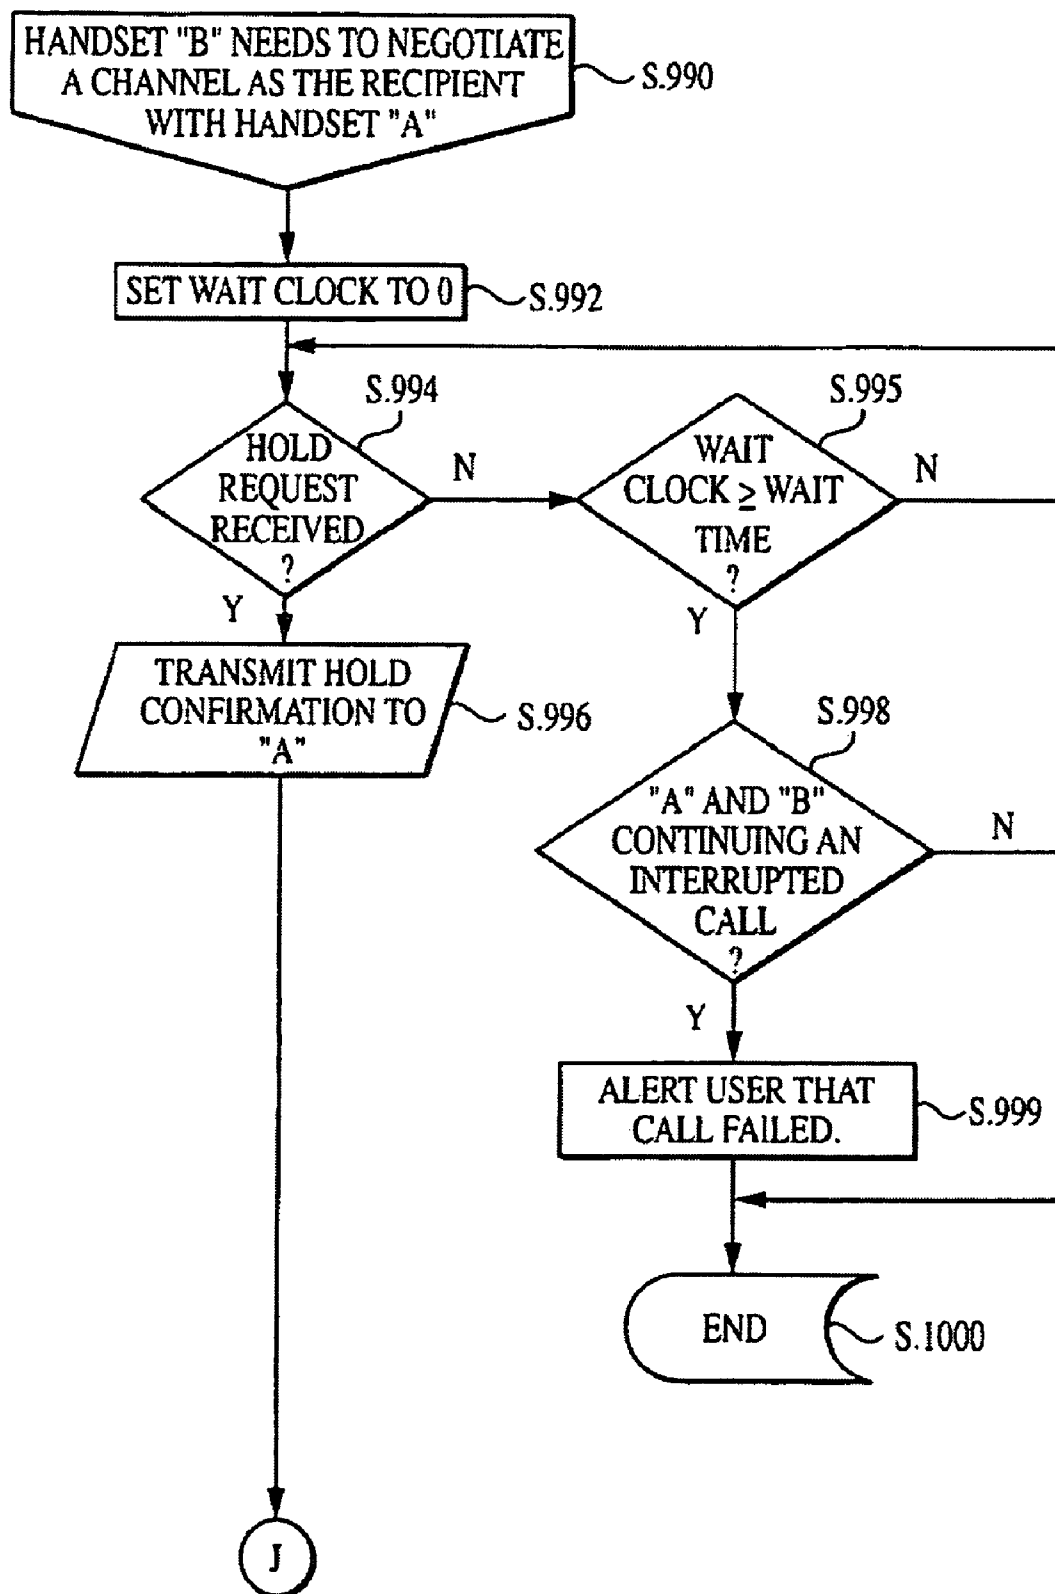 HANDSET "B" NEEDS TO NEGOTIATE
A CHANNEL AS THE RECIPIENT
WITH HANDSET "A"
S.990
SET WAIT CLOCK TO 0
S.992
S.994
HOLD
REQUEST
RECEIVED
?
N
Y
S.995
WAIT
CLOCK ≥ WAIT
TIME
?
N
Y
TRANSMIT HOLD
CONFIRMATION TO
"A"
S.996
S.998
"A" AND "B"
CONTINUING AN
INTERRUPTED
CALL
?
N
Y
ALERT USER THAT
CALL FAILED.
S.999
END
S.1000
J